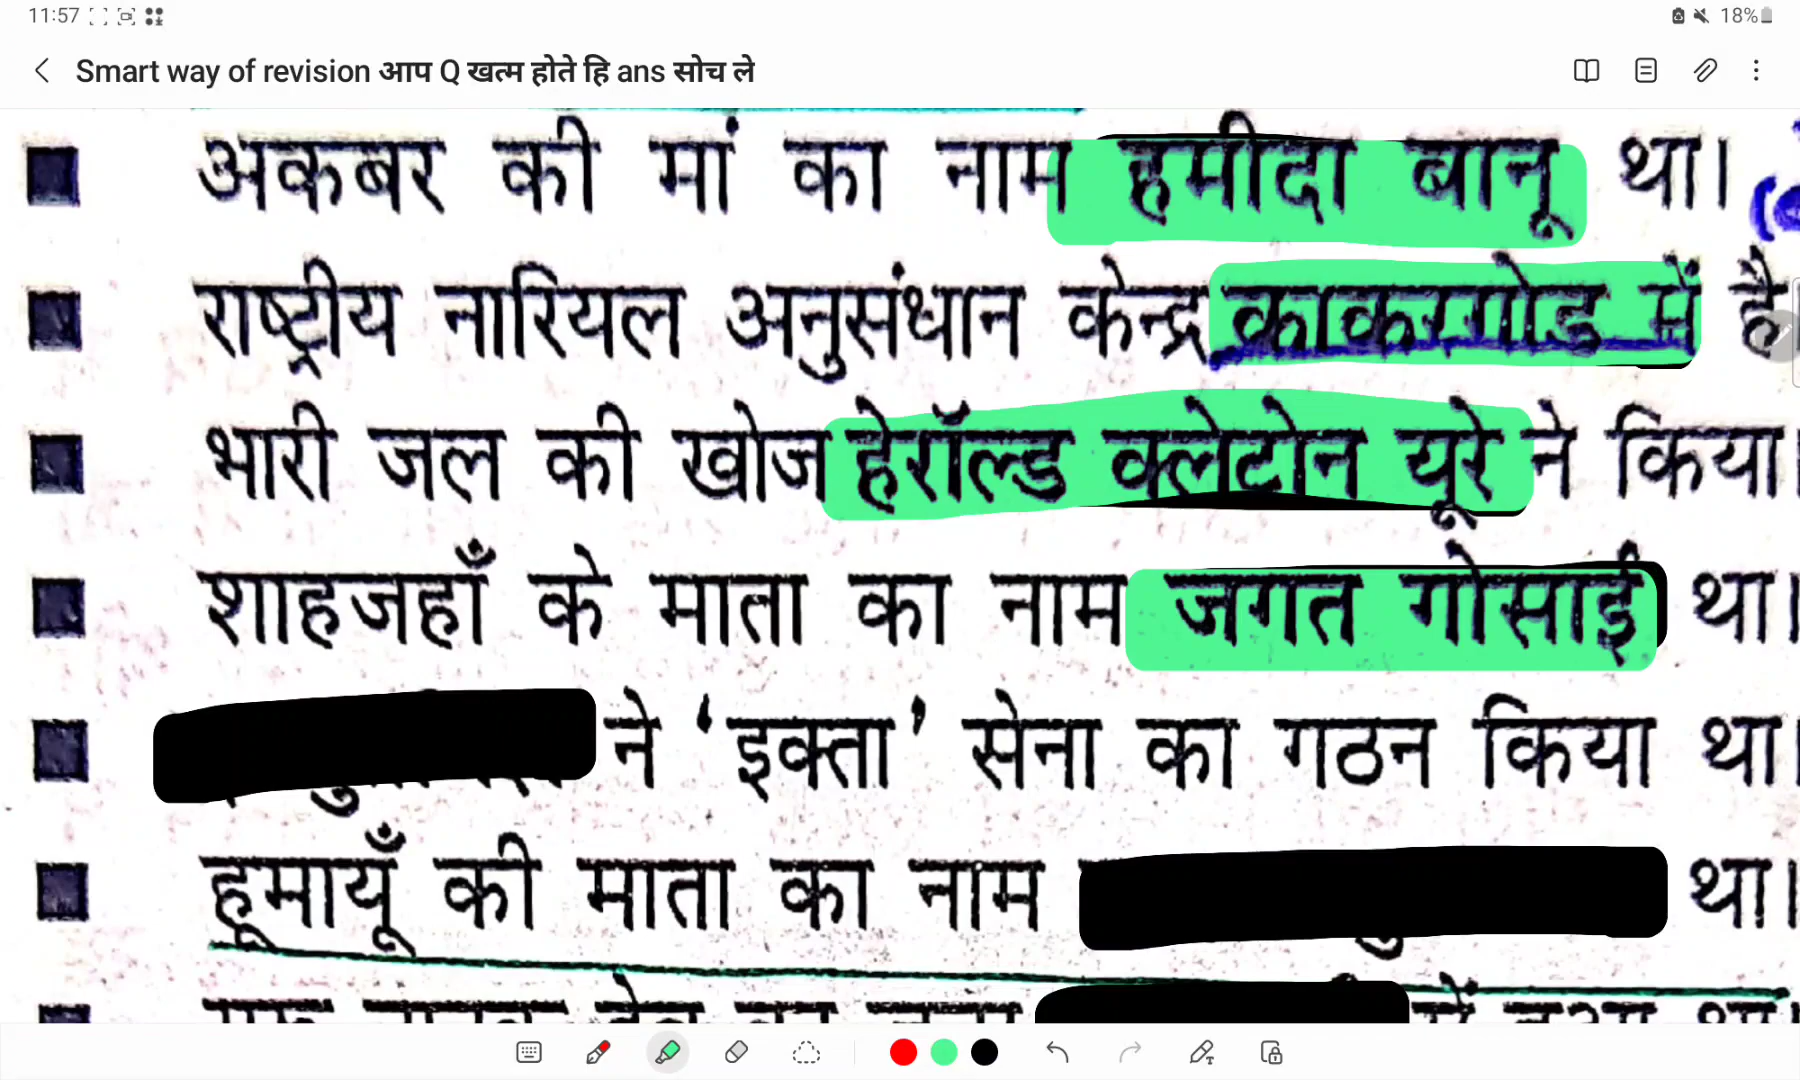 11:57 18%
Smart way of revision आप Q खत्म होते हि ans सोच ले
अकबर की मां का नाम हमीदा बानू था।
राष्ट्रीय नारियल अनुसंधान केन्द्र काकरगोड में है
भारी जल की खोज हेरॉल्ड क्लेटोन यूरे ने किया।
शाहजहाँ के माता का नाम जगत गोसाई था।
ने ‘इक्ता’ सेना का गठन किया था।
हूमायूँ की माता का नाम था।